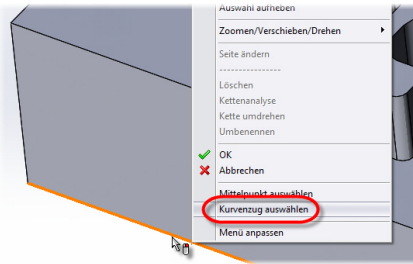 Auswahl aufheben
Zoomen/Verschieben/Drehen
Seite ändern
---------------
Löschen
Kettenanalyse
Kette umdrehen
Umbenennen
OK
Abbrechen
Mittelpunkt auswählen
Kurvenzug auswählen
Menü anpassen